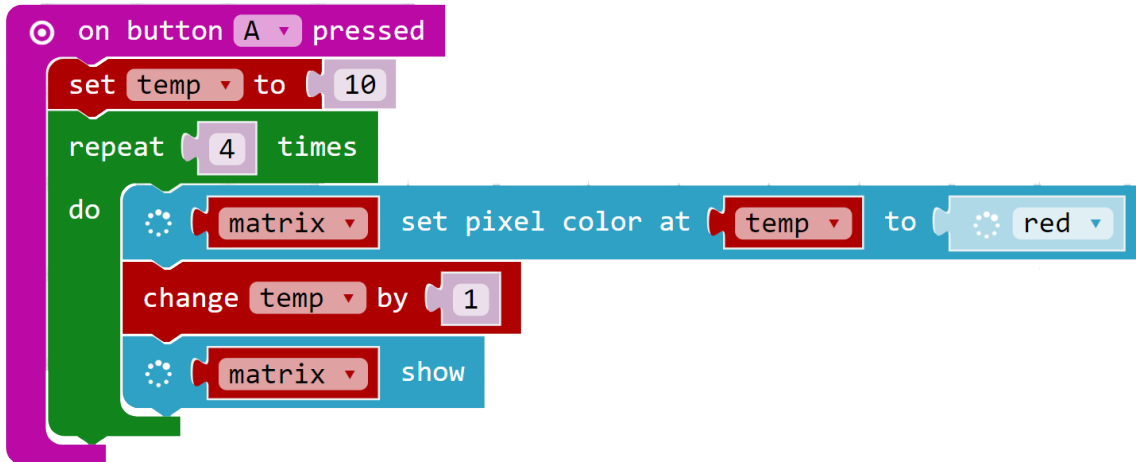 on button A pressed
set temp to 10
repeat 4 times
do matrix set pixel color at temp to red
change temp by 1
matrix show